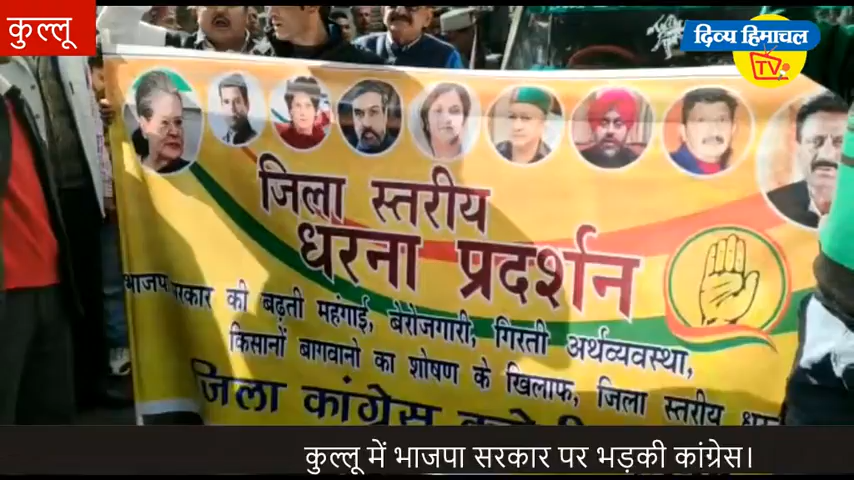 कुल्लू
दिव्य हिमाचल
TV
जिला स्तरीय
धरना प्रदर्शन
भाजपा सरकार की बढ़ती महंगाई, बेरोजगारी, गिरती अर्थव्यवस्था,
किसानों बागवानो का शोषण के खिलाफ, जिला स्तरीय
जिला कांग्रेस
कुल्लू में भाजपा सरकार पर भड़की कांग्रेस।